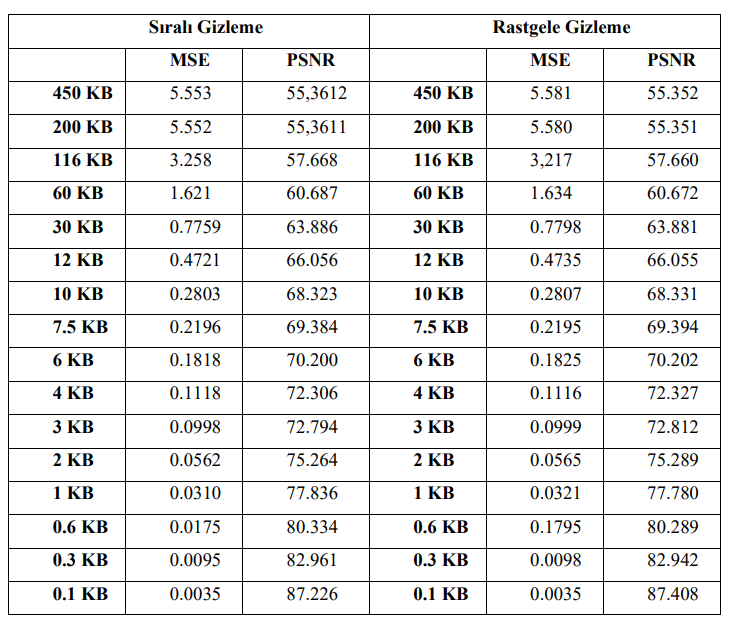 Sıralı Gizleme Rastgele Gizleme
MSE PSNR MSE PSNR
450 KB 5.553 55,3612 450 KB 5.581 55.352
200 KB 5.552 55,3611 200 KB 5.580 55.351
116 KB 3.258 57.668 116 KB 3,217 57.660
60 KB 1.621 60.687 60 KB 1.634 60.672
30 KB 0.7759 63.886 30 KB 0.7798 63.881
12 KB 0.4721 66.056 12 KB 0.4735 66.055
10 KB 0.2803 68.323 10 KB 0.2807 68.331
7.5 KB 0.2196 69.384 7.5 KB 0.2195 69.394
6 KB 0.1818 70.200 6 KB 0.1825 70.202
4 KB 0.1118 72.306 4 KB 0.1116 72.327
3 KB 0.0998 72.794 3 KB 0.0999 72.812
2 KB 0.0562 75.264 2 KB 0.0565 75.289
1 KB 0.0310 77.836 1 KB 0.0321 77.780
0.6 KB 0.0175 80.334 0.6 KB 0.1795 80.289
0.3 KB 0.0095 82.961 0.3 KB 0.0098 82.942
0.1 KB 0.0035 87.226 0.1 KB 0.0035 87.408